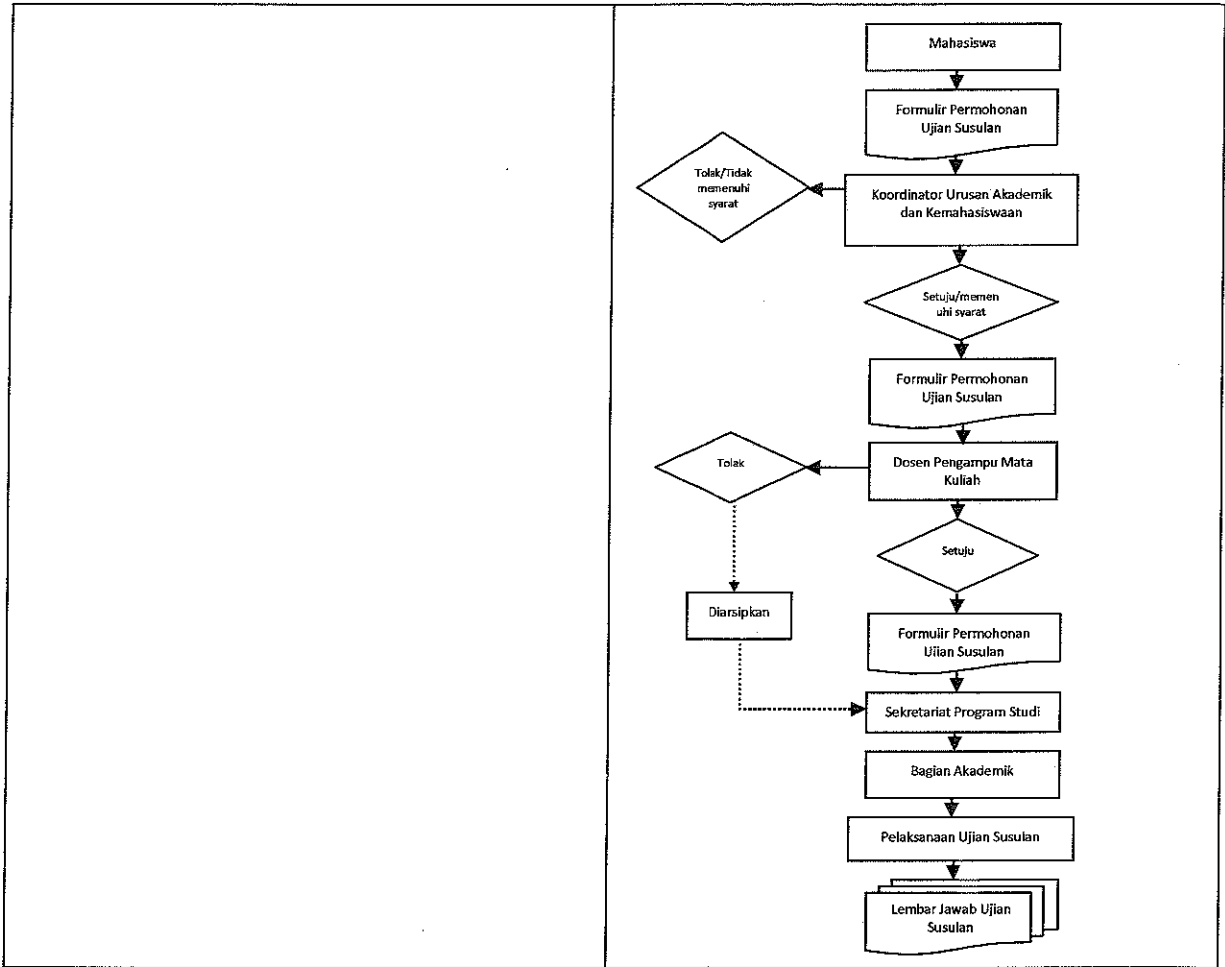 Mahasiswa
Formulir Permohonan
Ujian Susulan
Tolak/Tidak
memenuhi
syarat
Koordinator Urusan Akademik
dan Kemahasiswaan
Setuju/memen
uhi syarat
Formulir Permohonan
Ujian Susulan
Tolak
Dosen Pengampu Mata
Kuliah
Setuju
Diarsipkan
Formulir Permohonan
Ujian Susulan
Sekretariat Program Studi
Bagian Akademik
Pelaksanaan Ujian Susulan
Lembar Jawab Ujian
Susulan